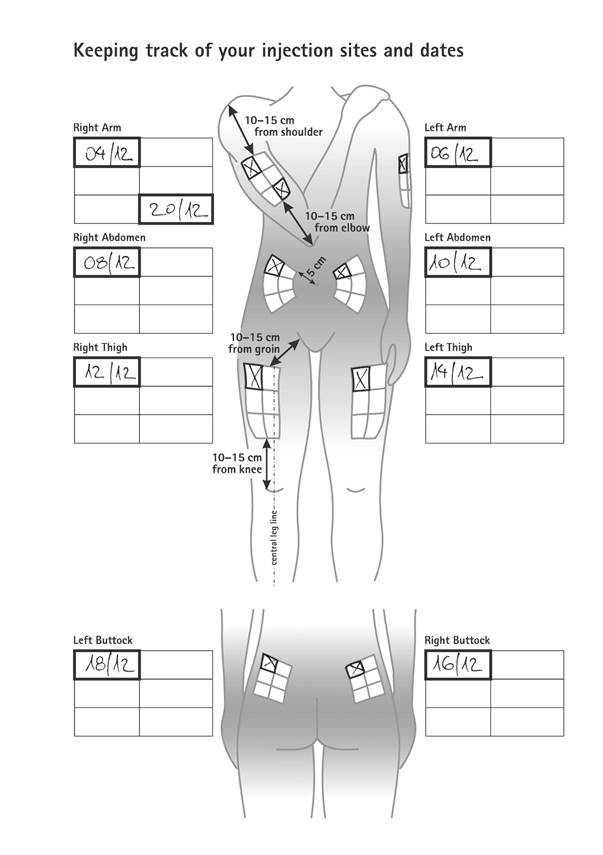 Keeping track of your injection sites and dates
10–15 cm
from shoulder
Right Arm
04/12
20/12
Left Arm
06/12
10–15 cm
from elbow
Right Abdomen
08/12
5 cm
Left Abdomen
10/12
10–15 cm
from groin
Right Thigh
12/12
Left Thigh
14/12
10–15 cm
from knee
central leg line
Left Buttock
18/12
Right Buttock
16/12